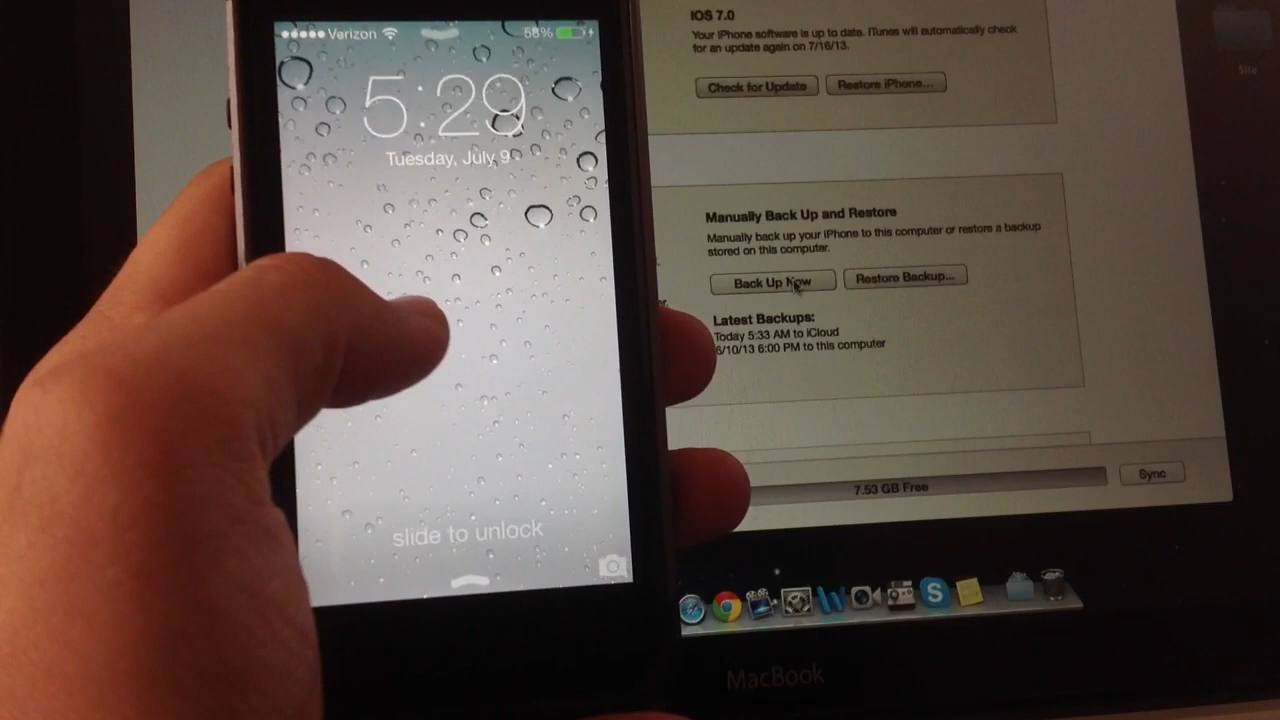 Verizon
58%
5:29
Tuesday, July 9
slide to unlock
iOS 7.0
Your iPhone software is up to date. iTunes will automatically check
for an update again on 7/16/13.
Check for Update
Restore iPhone...
Manually Back Up and Restore
Manually back up your iPhone to this computer or restore a backup
stored on this computer.
Back Up Now
Restore Backup...
Latest Backups:
Today 5:33 AM to iCloud
6/10/13 6:00 PM to this computer
7.53 GB Free
Sync
Site
MacBook